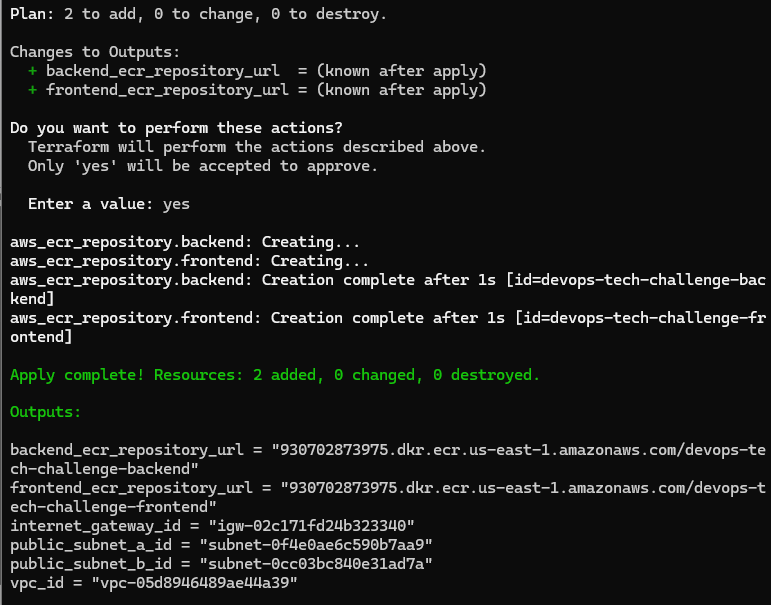 Plan: 2 to add, 0 to change, 0 to destroy.
Changes to Outputs:
+ backend_ecr_repository_url  = (known after apply)
+ frontend_ecr_repository_url = (known after apply)
Do you want to perform these actions?
Terraform will perform the actions described above.
Only 'yes' will be accepted to approve.
Enter a value: yes
aws_ecr_repository.backend: Creating...
aws_ecr_repository.frontend: Creating...
aws_ecr_repository.backend: Creation complete after 1s [id=devops-tech-challenge-bac
kend]
aws_ecr_repository.frontend: Creation complete after 1s [id=devops-tech-challenge-fr
ontend]
Apply complete! Resources: 2 added, 0 changed, 0 destroyed.
Outputs:
backend_ecr_repository_url = "930702873975.dkr.ecr.us-east-1.amazonaws.com/devops-te
ch-challenge-backend"
frontend_ecr_repository_url = "930702873975.dkr.ecr.us-east-1.amazonaws.com/devops-t
ech-challenge-frontend"
internet_gateway_id = "igw-02c171fd24b323340"
public_subnet_a_id = "subnet-0f4e0ae6c590b7aa9"
public_subnet_b_id = "subnet-0cc03bc840e31ad7a"
vpc_id = "vpc-05d8946489ae44a39"